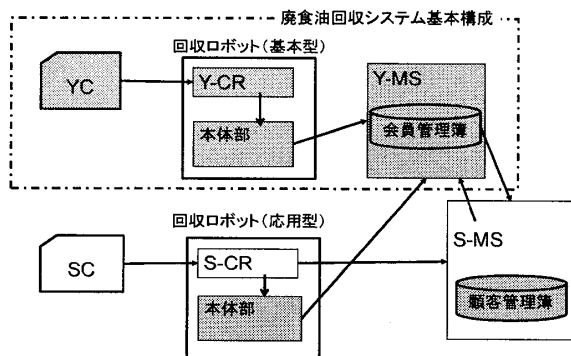 廃食油回収システム基本構成
回収ロボット(基本型)
YC
Y-CR
本体部
Y-MS
会員管理簿
回収ロボット(応用型)
SC
S-CR
本体部
S-MS
顧客管理簿